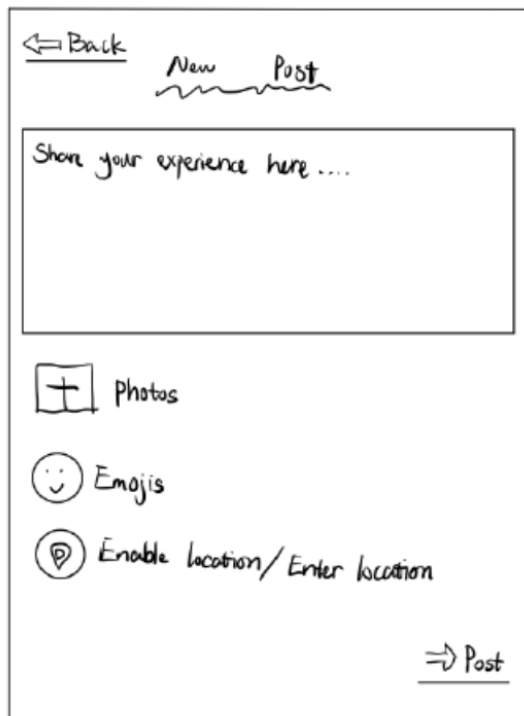 Back
New Post
Share your experience here ....
Photos
Emojis
Enable location/Enter location
Post